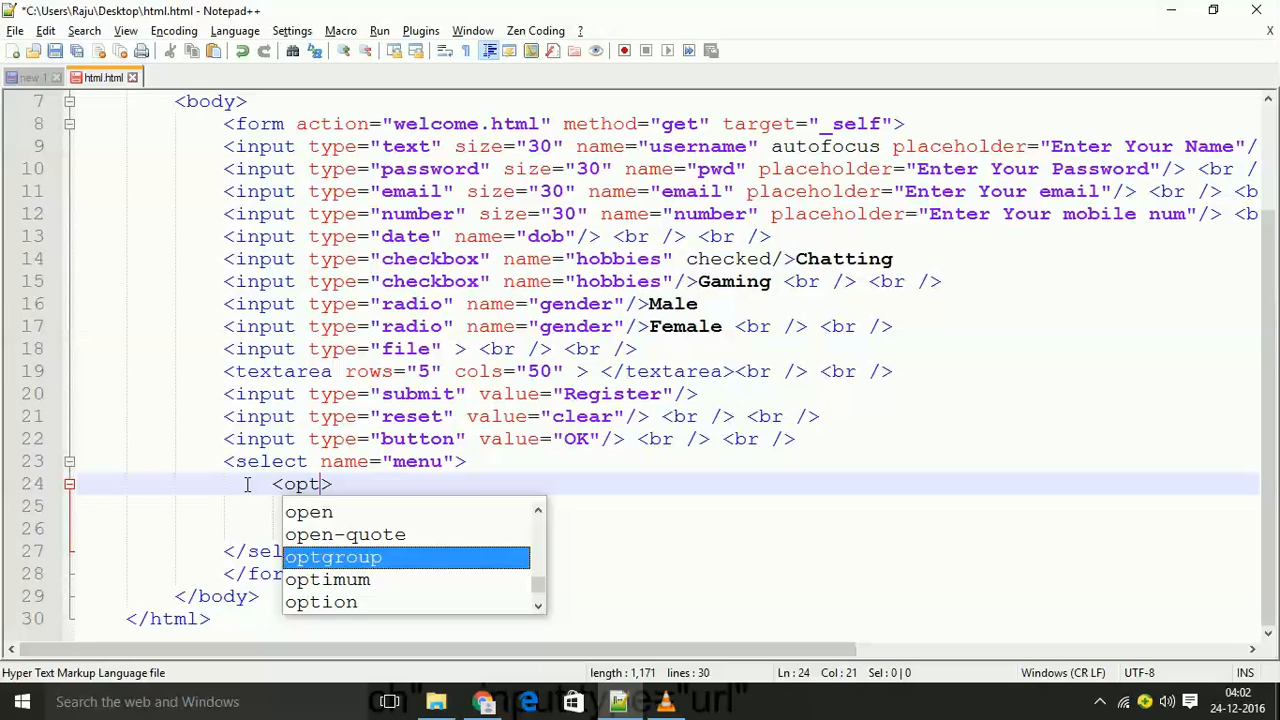 *C:\Users\Raju\Desktop\html.html - Notepad++
File Edit Search View Encoding Language Settings Macro Run Plugins Window Zen Coding ? X
new 1 html.html
7 <body>
8 <form action="welcome.html" method="get" target="_self">
9 <input type="text" size="30" name="username" autofocus placeholder="Enter Your Name"/
10 <input type="password" size="30" name="pwd" placeholder="Enter Your Password"/> <br /
11 <input type="email" size="30" name="email" placeholder="Enter Your email"/> <br /> <b
12 <input type="number" size="30" name="number" placeholder="Enter Your mobile num"/> <b
13 <input type="date" name="dob"/> <br /> <br />
14 <input type="checkbox" name="hobbies" checked/>Chatting
15 <input type="checkbox" name="hobbies"/>Gaming <br /> <br />
16 <input type="radio" name="gender"/>Male
17 <input type="radio" name="gender"/>Female <br /> <br />
18 <input type="file" > <br /> <br />
19 <textarea rows="5" cols="50" > </textarea><br /> <br />
20 <input type="submit" value="Register"/>
21 <input type="reset" value="clear"/> <br /> <br />
22 <input type="button" value="OK"/> <br /> <br />
23 <select name="menu">
24 <opt>
open
25
open-quote
26
optgroup
27 </sel
optimum
28 </for
option
29 </body>
30 </html>
Hyper Text Markup Language file length : 1,171 lines : 30 Ln : 24 Col : 21 Sel : 0 | 0 Windows (CR LF) UTF-8 INS
Search the web and Windows
04:02
24-12-2016